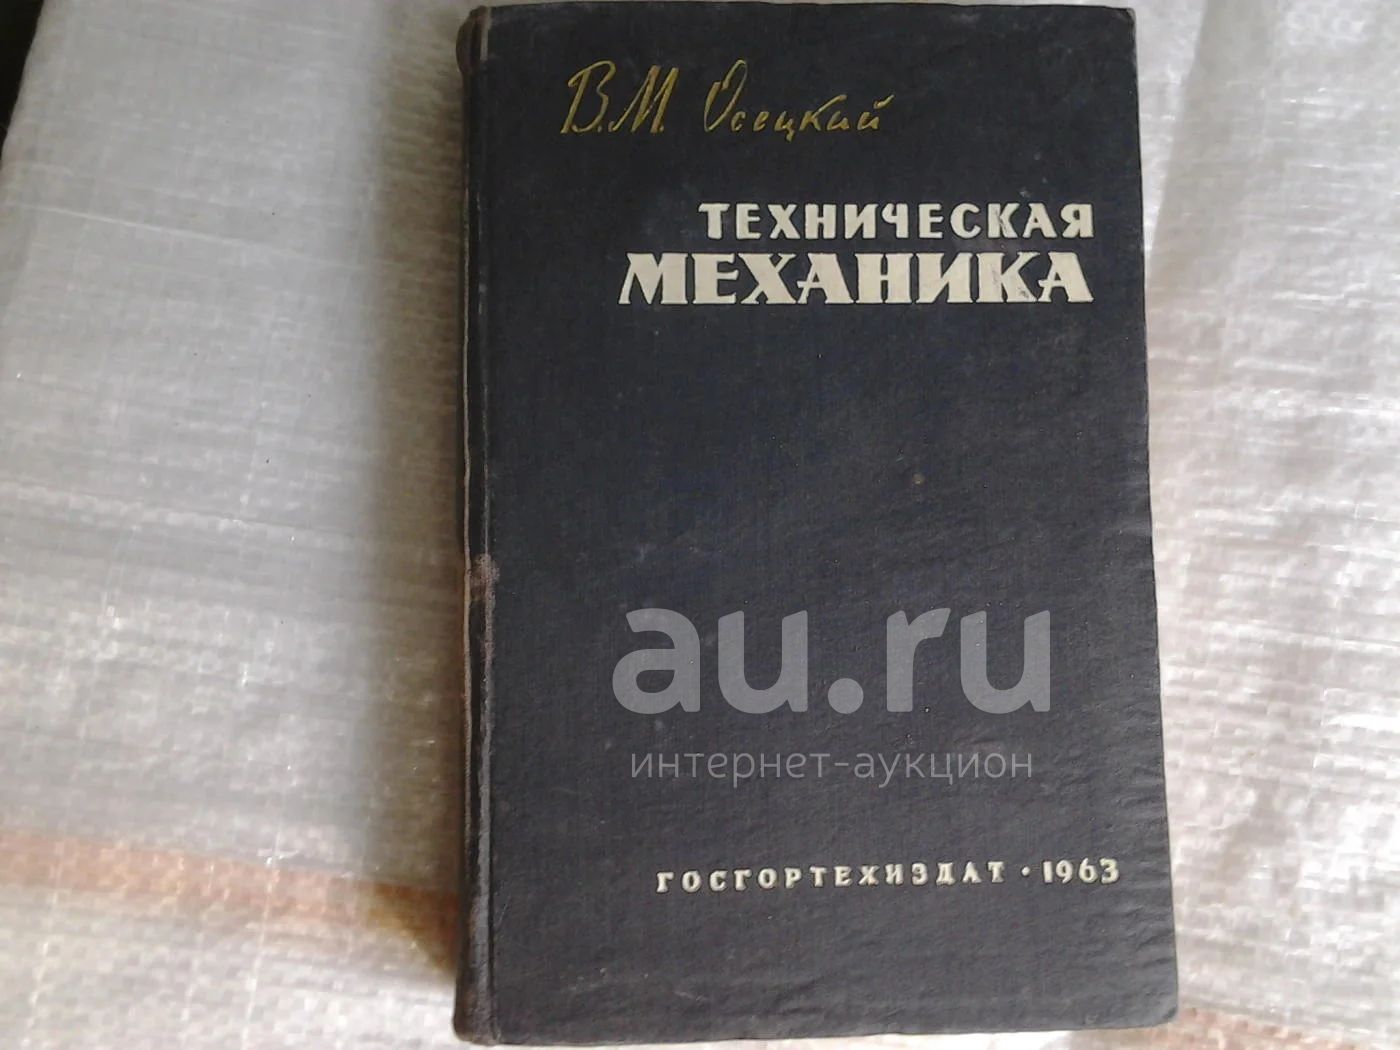 В.М. Осецкий
ТЕХНИЧЕСКАЯ
МЕХАНИКА
au.ru
интернет-аукцион
ГОСГОРТЕХИЗДАТ · 1963